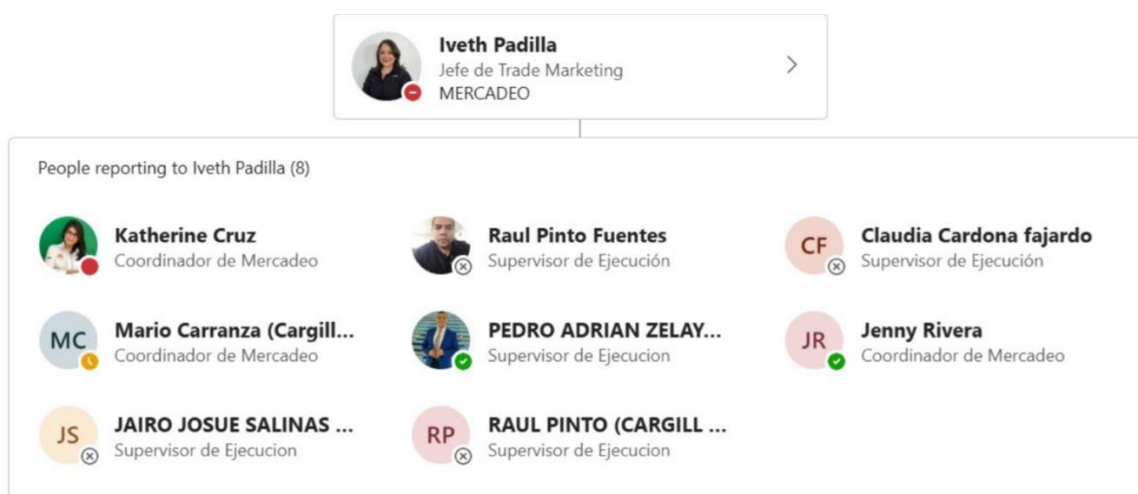 Iveth Padilla
Jefe de Trade Marketing
MERCADEO
People reporting to Iveth Padilla (8)
Katherine Cruz
Coordinador de Mercadeo
Raul Pinto Fuentes
Supervisor de Ejecución
CF
Claudia Cardona fajardo
Supervisor de Ejecución
MC
Mario Carranza (Cargill...
Coordinador de Mercadeo
PEDRO ADRIAN ZELAY...
Supervisor de Ejecucion
JR
Jenny Rivera
Coordinador de Mercadeo
JS
JAIRO JOSUE SALINAS ...
Supervisor de Ejecucion
RP
RAUL PINTO (CARGILL ...
Supervisor de Ejecucion